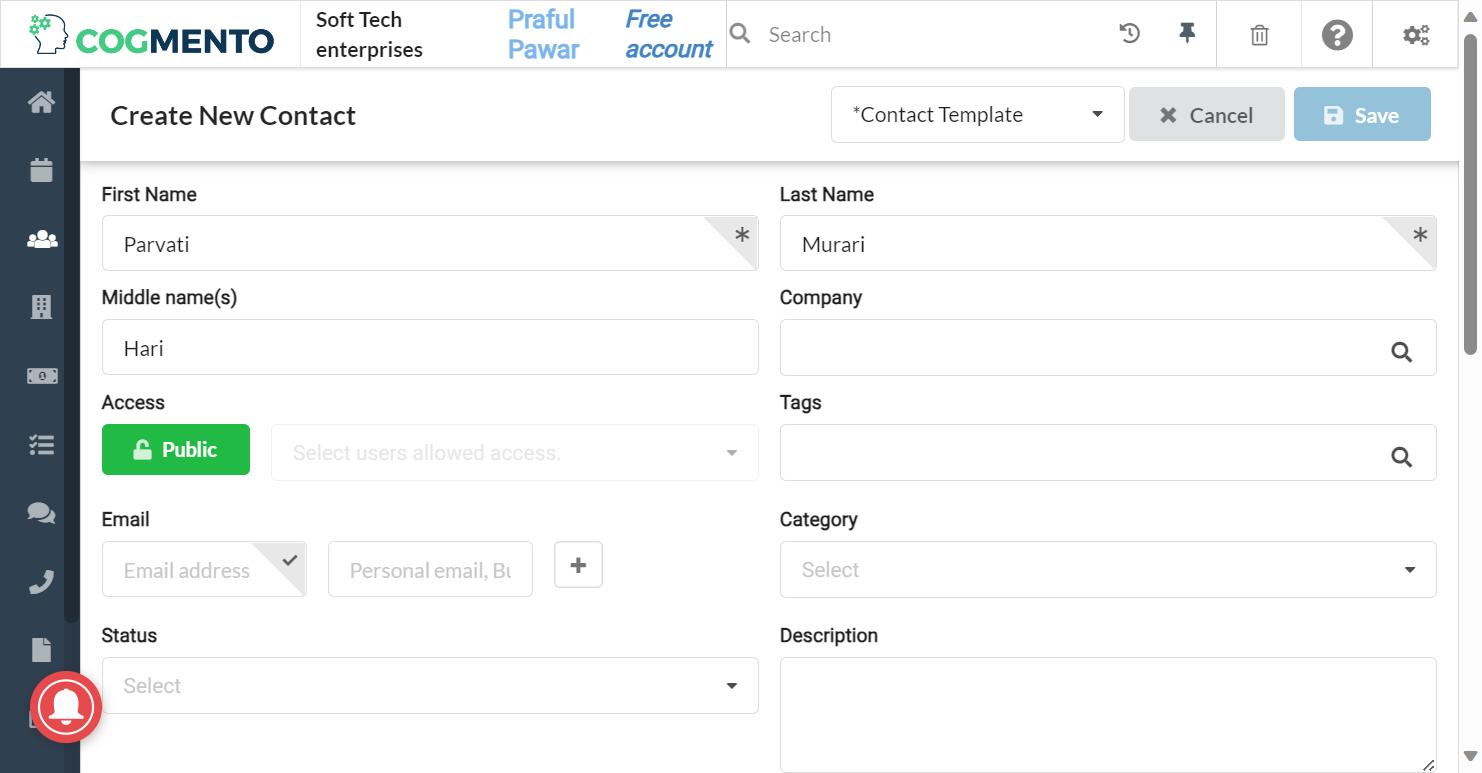 COGMENTO
Soft Tech
enterprises
Praful
Pawar
Free
account
Search
Create New Contact
*Contact Template
Cancel
Save
First Name
Last Name
Parvati
*
Murari
*
Middle name(s)
Company
Hari
Access
Tags
Public
Select users allowed access.
Email
Category
Email address
Personal email, Bu
+
Select
Status
Description
Select